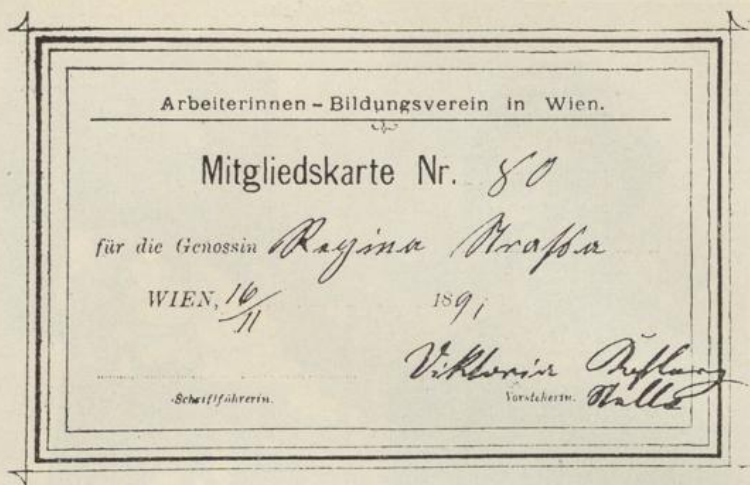 Arbeiterinnen - Bildungsverein in Wien.
Mitgliedskarte Nr. 80
für die Genossin Regina
WIEN, 16/11 1891
Viktoria
Schriftführerin. Vorsteherin.